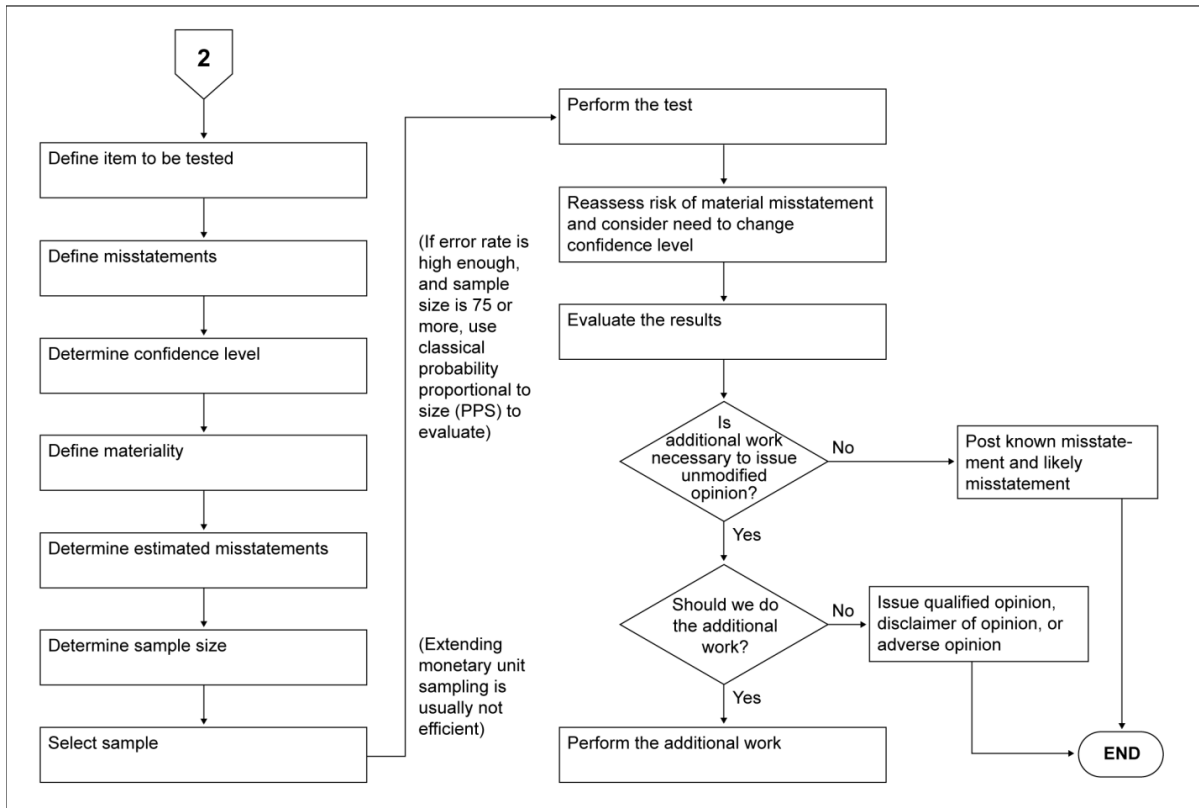 2
Define item to be tested
Define misstatements
Determine confidence level
Define materiality
Determine estimated misstatements
Determine sample size
Select sample
(If error rate is
high enough,
and sample
size is 75 or
more, use
classical
probability
proportional to
size (PPS) to
evaluate)
(Extending
monetary unit
sampling is
usually not
efficient)
Perform the test
Reassess risk of material misstatement
and consider need to change
confidence level
Evaluate the results
Is
additional work
necessary to issue
unmodified
opinion?
No
Post known misstate-
ment and likely
misstatement
Yes
Should we do
the additional
work?
No
Issue qualified opinion,
disclaimer of opinion, or
adverse opinion
Yes
Perform the additional work
END